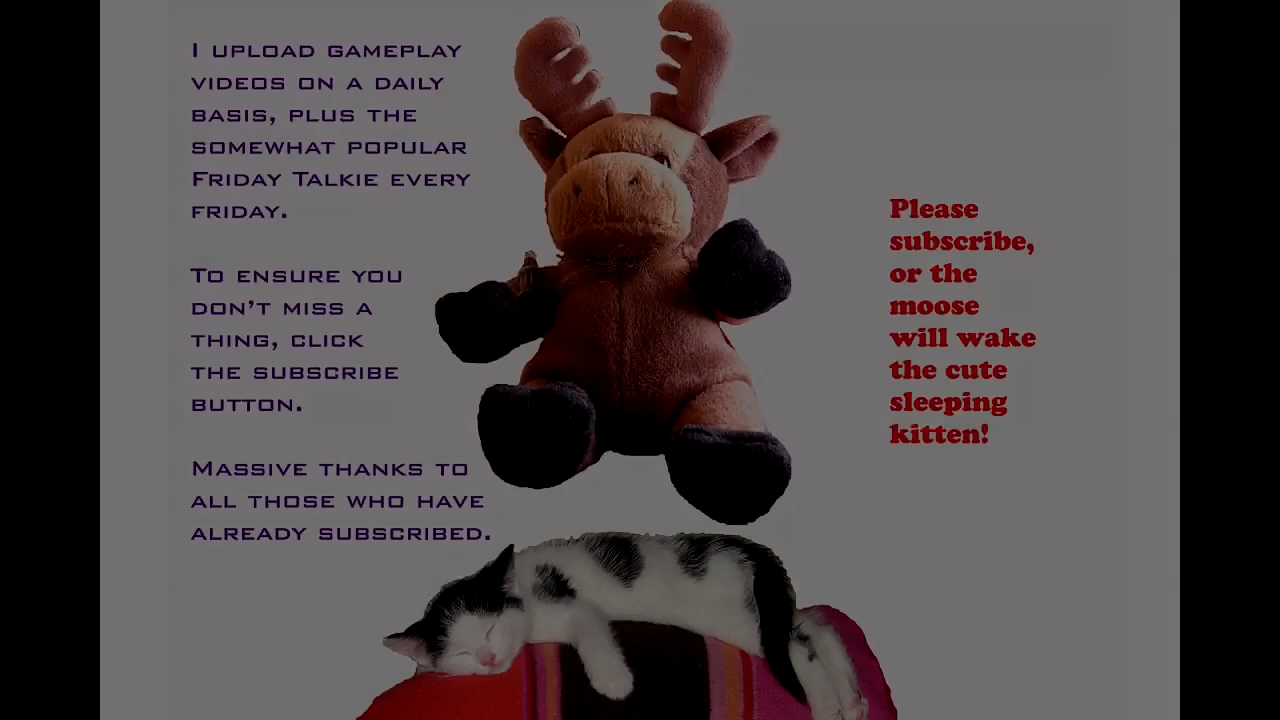 I UPLOAD GAMEPLAY
VIDEOS ON A DAILY
BASIS, PLUS THE
SOMEWHAT POPULAR
FRIDAY TALKIE EVERY
FRIDAY.
TO ENSURE YOU
DON'T MISS A
THING, CLICK
THE SUBSCRIBE
BUTTON.
MASSIVE THANKS TO
ALL THOSE WHO HAVE
ALREADY SUBSCRIBED.
Please
subscribe,
or the
moose
will wake
the cute
sleeping
kitten!